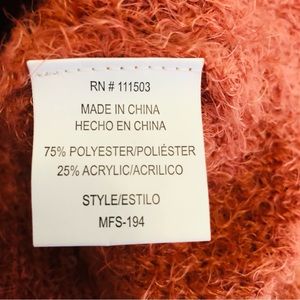 RN # 111503
MADE IN CHINA
HECHO EN CHINA
75% POLYESTER/POLIÉSTER
25% ACRYLIC/ACRILICO
STYLE/ESTILO
MFS-194